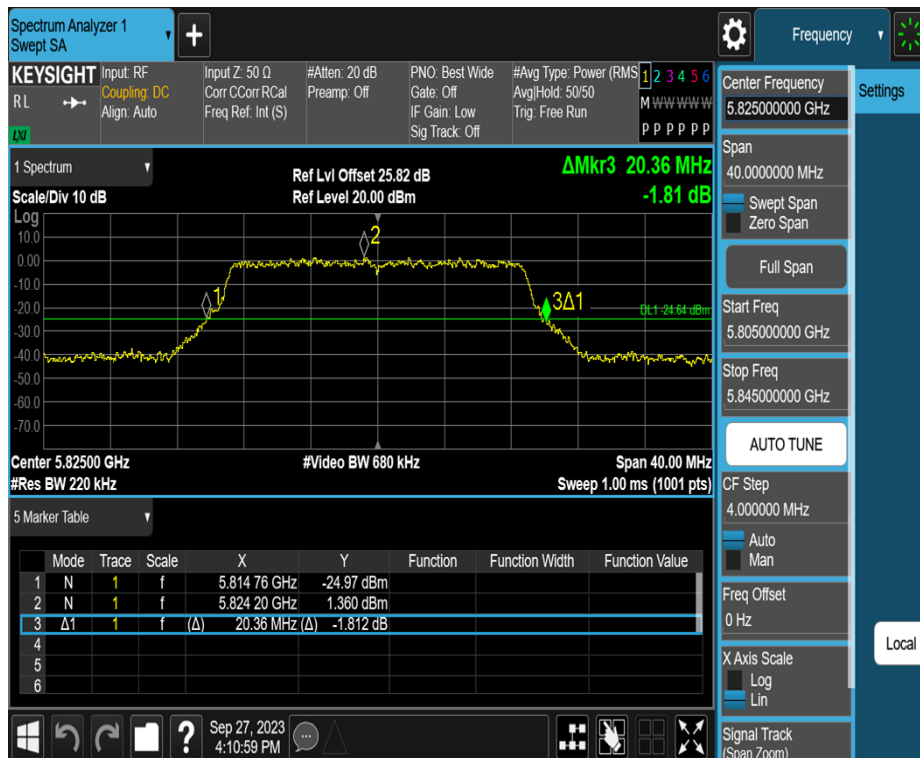 Spectrum Analyzer 1
Swept SA
Frequency
KEYSIGHT
RL
LXI
Input: RF
Coupling: DC
Align: Auto
Input Z: 50 Ω
Corr CCorr RCal
Freq Ref: Int (S)
#Atten: 20 dB
Preamp: Off
PNO: Best Wide
Gate: Off
IF Gain: Low
Sig Track: Off
#Avg Type: Power (RMS
Avg|Hold: 50/50
Trig: Free Run
1 2 3 4 5 6
M W W W W W
P P P P P P
1 Spectrum
Scale/Div 10 dB
Ref Lvl Offset 25.82 dB
Ref Level 20.00 dBm
ΔMkr3 20.36 MHz
-1.81 dB
Log
10.0
0.00
-10.0
-20.0
-30.0
-40.0
-50.0
-60.0
-70.0
2
1
3Δ1
DL1 -24.64 dBm
Center 5.82500 GHz
#Video BW 680 kHz
Span 40.00 MHz
#Res BW 220 kHz
Sweep 1.00 ms (1001 pts)
5 Marker Table
Mode Trace Scale X Y Function Function Width Function Value
1 N 1 f 5.814 76 GHz -24.97 dBm
2 N 1 f 5.824 20 GHz 1.360 dBm
3 Δ1 1 f (Δ) 20.36 MHz (Δ) -1.812 dB
4
5
6
Sep 27, 2023
4:10:59 PM
Center Frequency
5.825000000 GHz
Span
40.0000000 MHz
Swept Span
Zero Span
Full Span
Start Freq
5.805000000 GHz
Stop Freq
5.845000000 GHz
AUTO TUNE
CF Step
4.000000 MHz
Auto
Man
Freq Offset
0 Hz
X Axis Scale
Log
Lin
Signal Track
(Span Zoom)
Settings
Local